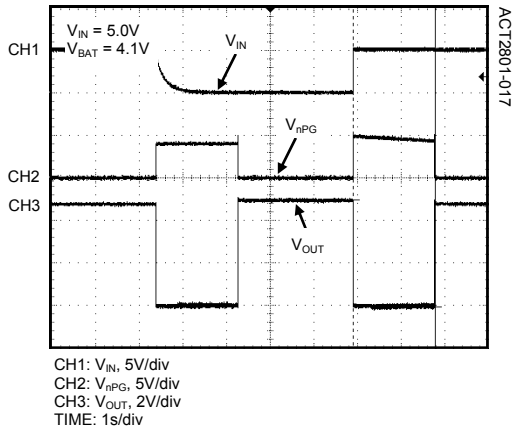 V_IN = 5.0V
V_BAT = 4.1V
CH1
V_IN
V_nPG
CH2
CH3
V_OUT
ACT2801-017
CH1: V_IN, 5V/div
CH2: V_nPG, 5V/div
CH3: V_OUT, 2V/div
TIME: 1s/div